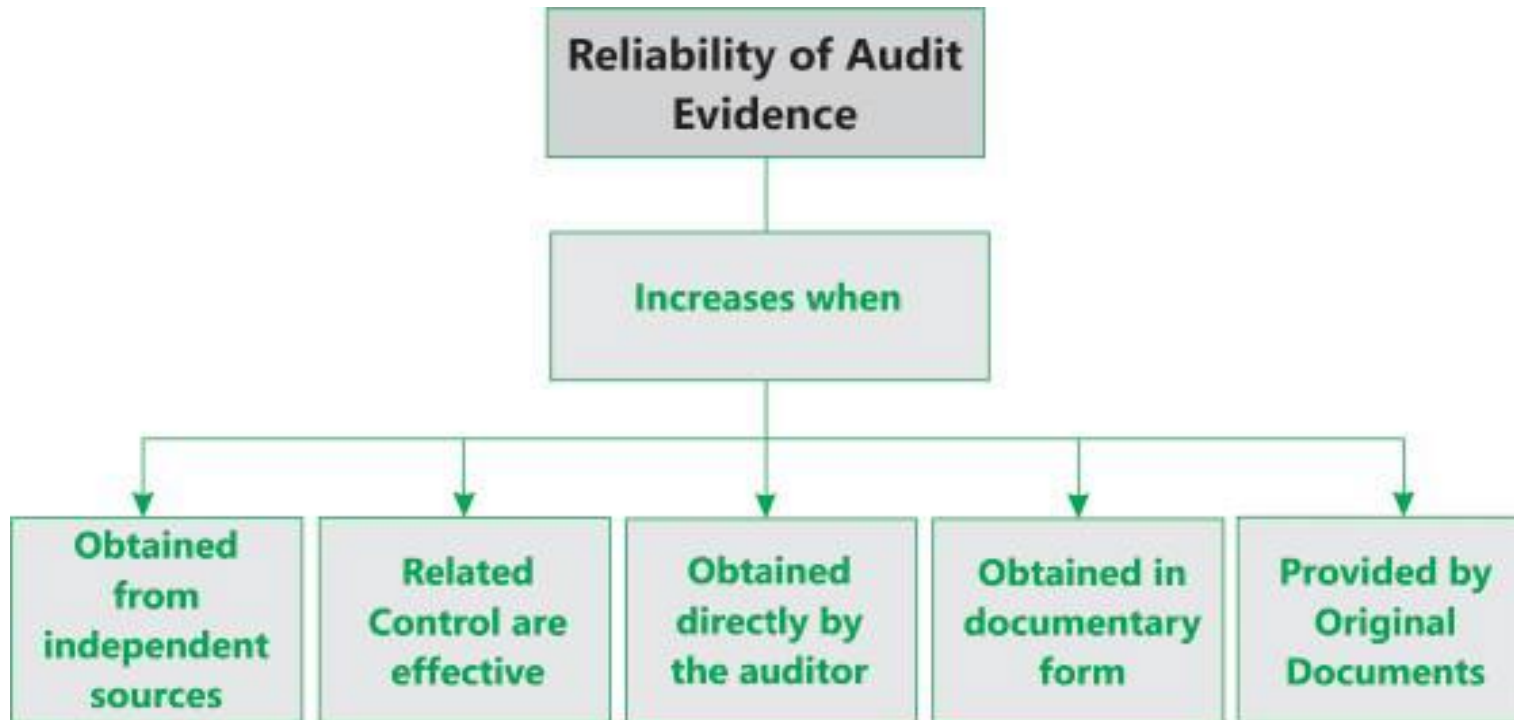 Reliability of Audit
Evidence
Increases when
Obtained
from
independent
sources
Related
Control are
effective
Obtained
directly by
the auditor
Obtained in
documentary
form
Provided by
Original
Documents